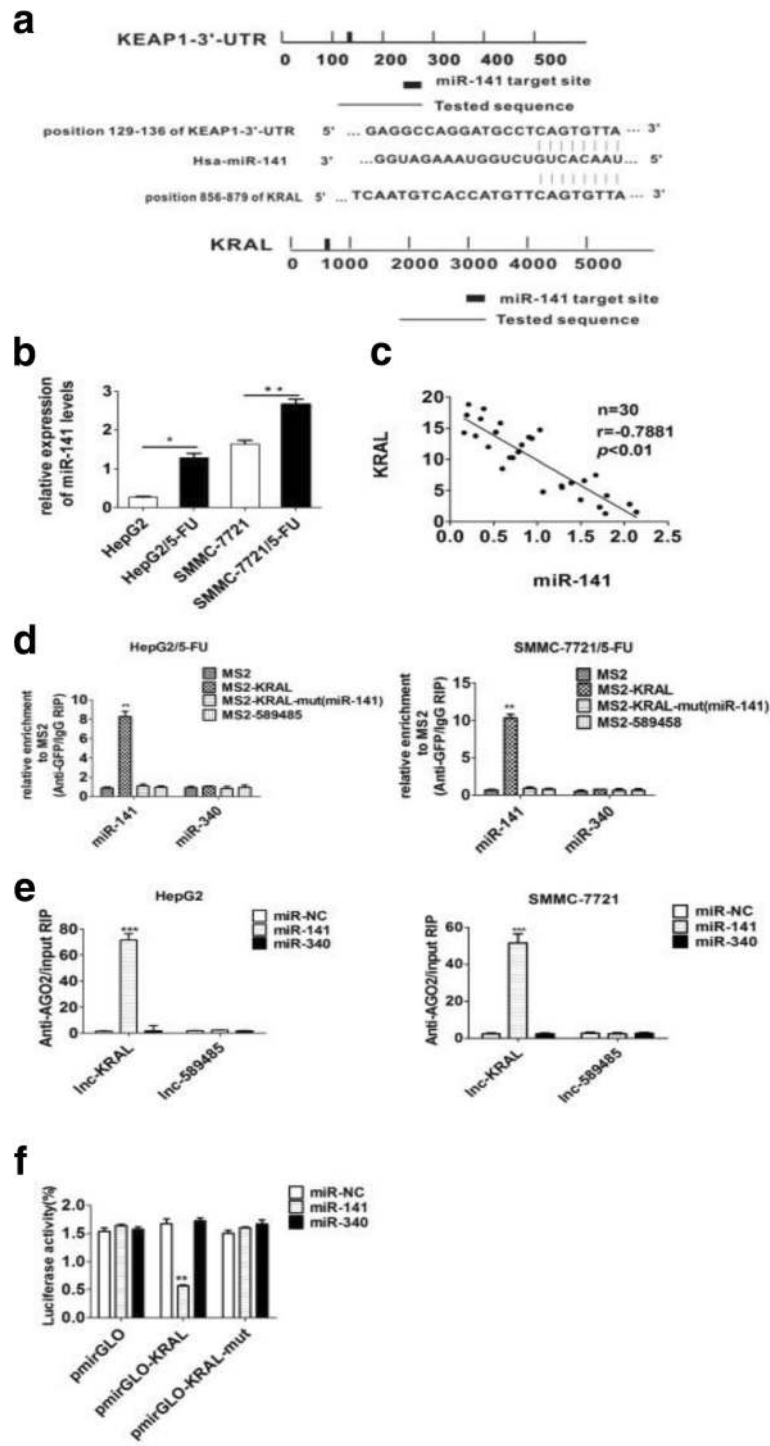 a
KEAP1-3'-UTR
0 100 200 300 400 500
miR-141 target site
Tested sequence
position 129-136 of KEAP1-3'-UTR 5' ... GAGGCCAGGATGCCTCAGTGTTA ... 3'
Hsa-miR-141 3' ...GGUAGAAAUGGUCUGUCACAAU... 5'
position 856-879 of KRAL 5' ...TCAATGTCACCATGTTCAGTGTTA ... 3'
KRAL
0 1000 2000 3000 4000 5000
miR-141 target site
Tested sequence
b
relative expression
of miR-141 levels
3
2
1
0
* **
HepG2
HepG2/5-FU
SMMC-7721
SMMC-7721/5-FU
c
KRAL
20
15
10
5
0
0.0 0.5 1.0 1.5 2.0 2.5
miR-141
n=30
r=-0.7881
p<0.01
d
HepG2/5-FU
MS2
MS2-KRAL
MS2-KRAL-mut(miR-141)
MS2-589485
relative enrichment
to MS2
(Anti-GFP/IgG RIP)
10
8
6
4
2
0
**
miR-141
miR-340
SMMC-7721/5-FU
MS2
MS2-KRAL
MS2-KRAL-mut(miR-141)
MS2-589458
relative enrichment
to MS2
(Anti-GFP/IgG RIP)
15
10
5
0
**
miR-141
miR-340
e
HepG2
miR-NC
miR-141
miR-340
Anti-AGO2/input RIP
80
60
40
20
0
***
lnc-KRAL
lnc-589485
SMMC-7721
miR-NC
miR-141
miR-340
Anti-AGO2/input RIP
60
40
20
0
***
lnc-KRAL
lnc-589485
f
miR-NC
miR-141
miR-340
Luciferase activity(%)
2.0
1.5
1.0
0.5
0.0
**
pmirGLO
pmirGLO-KRAL
pmirGLO-KRAL-mut